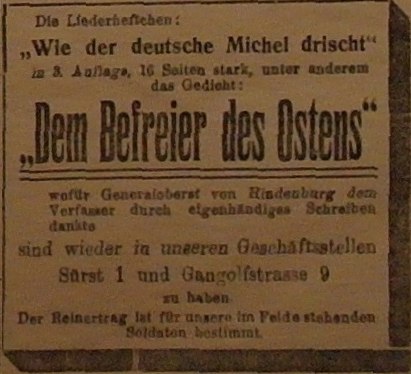 Die Liederheftchen:
„Wie der deutsche Michel drischt“
in 3. Auflage, 16 Seiten stark, unter anderem
das Gedicht:
„Dem Befreier des Ostens“
wofür Generaloberst von Hindenburg dem
Verfasser durch eigenhändiges Schreiben
dankte
sind wieder in unseren Geschäftsstellen
Fürst 1 und Gangolfstrasse 9
zu haben
Der Reinertrag ist für unsere im Felde stehenden
Soldaten bestimmt.